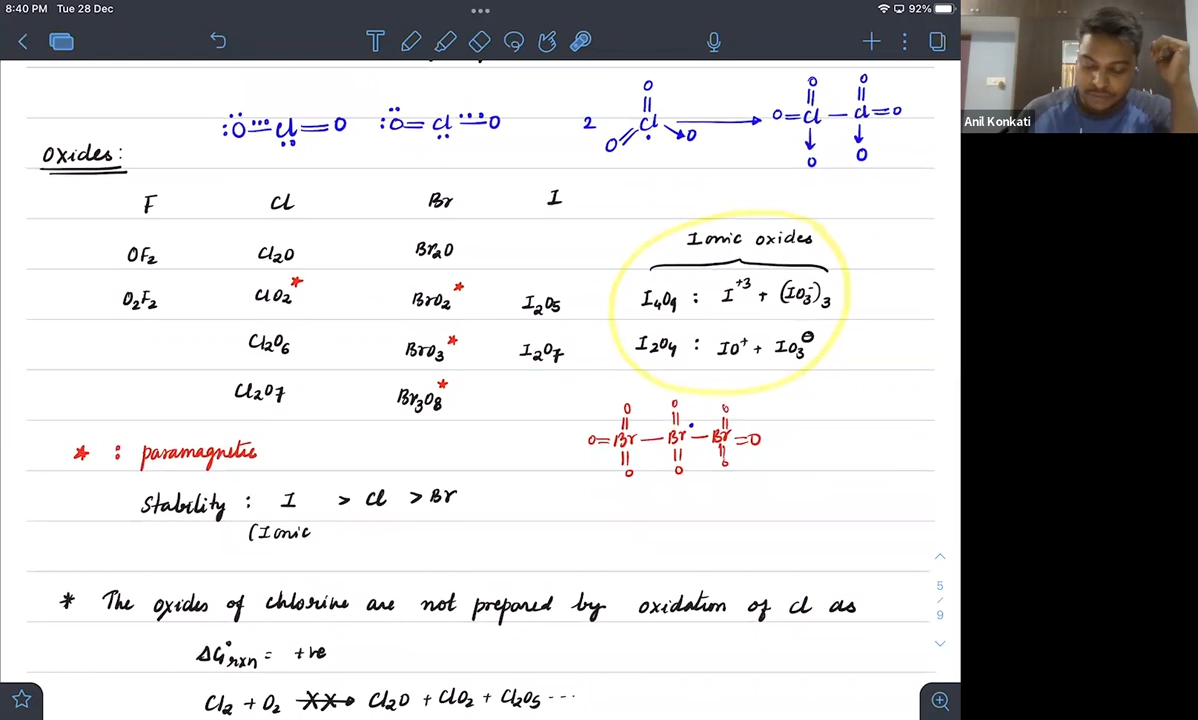 8:40 PM Tue 28 Dec
92%
Anil Konkati
:O ... Cl = O :O = Cl ... O 2 O = Cl = O → O O = Cl — Cl = O
O O O O O
Oxides:
F Cl Br I
OF2 Cl2O Br2O
O2F2 ClO2* BrO2* I2O5
Cl2O6 BrO3* I2O7
Cl2O7 Br3O8*
Ionic oxides
I4O9 : I+3 + (IO3-)3
I2O4 : IO+ + IO3⊖
O O O
O=Br — Br — Br=O
O O O
* : paramagnetic
Stability : I > Cl > Br
(Ionic
* The oxides of chlorine are not prepared by oxidation of Cl as
ΔG°rxn = +ve
Cl2 + O2 XX→ Cl2O + ClO2 + Cl2O5 ---
5
/
9